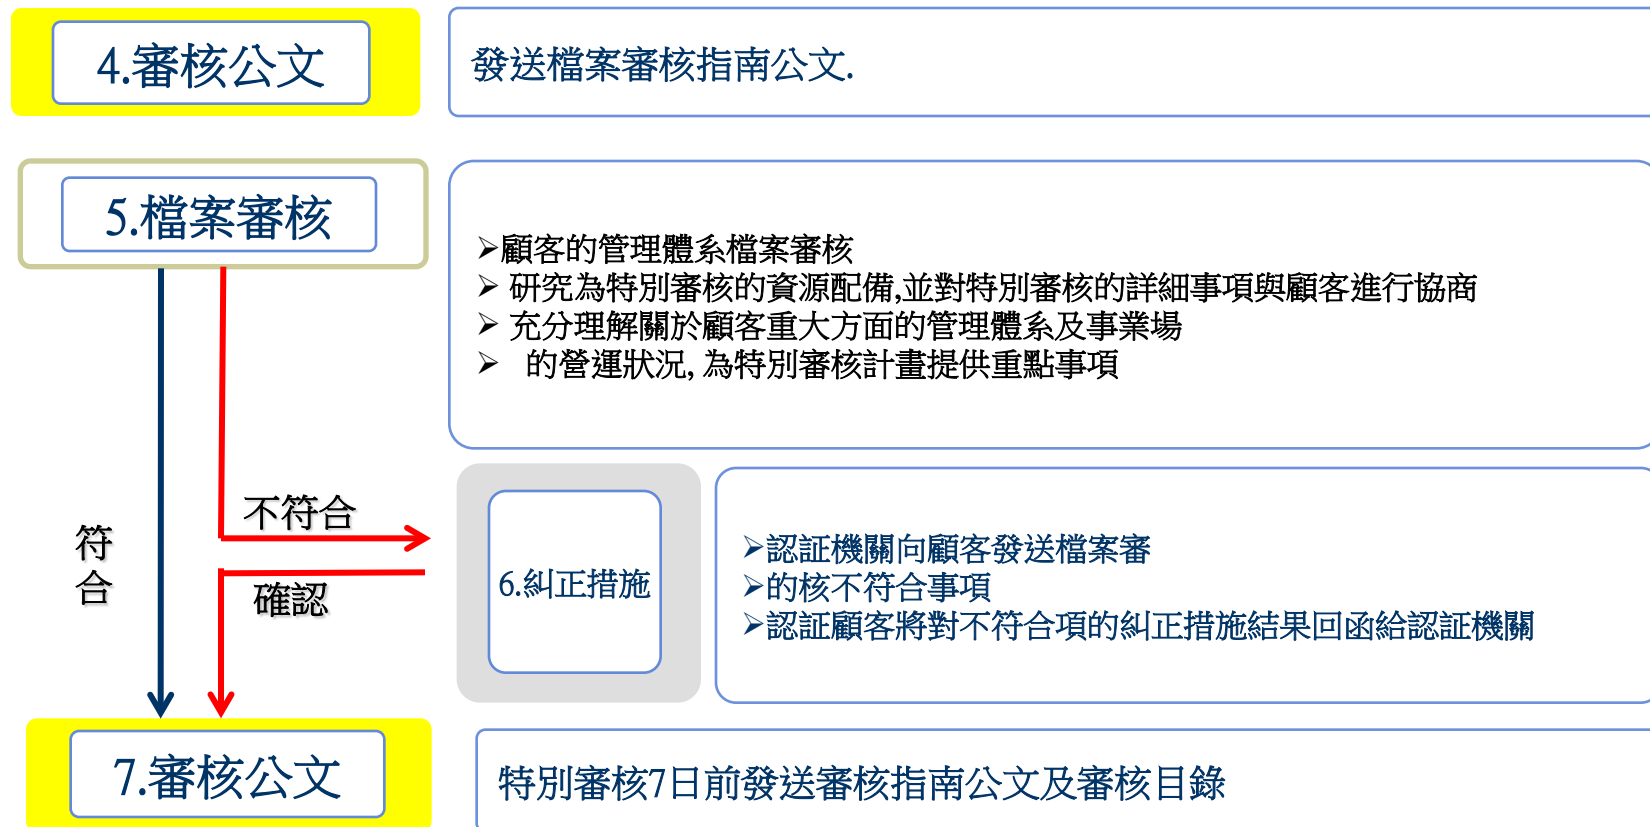 4.審核公文
發送檔案審核指南公文.
5.檔案審核
➢顧客的管理體系檔案審核
➢ 研究為特別審核的資源配備,並對特別審核的詳細事項與顧客進行協商
➢ 充分理解關於顧客重大方面的管理體系及事業場
➢ 的營運狀況, 為特別審核計畫提供重點事項
不符合
符
合
確認
6.糾正措施
➢認証機關向顧客發送檔案審
➢的核不符合事項
➢認証顧客將對不符合項的糾正措施結果回函給認証機關
7.審核公文
特別審核7日前發送審核指南公文及審核目錄